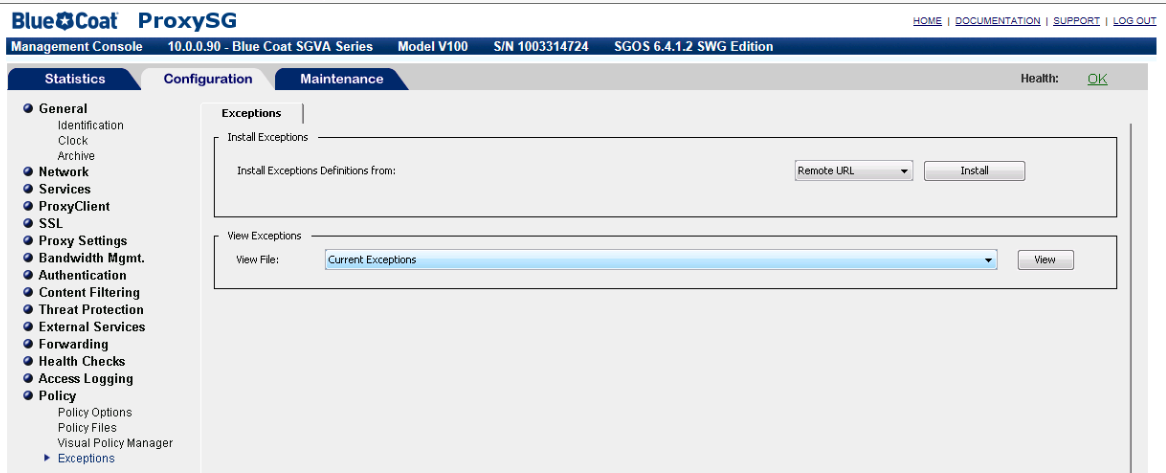 Blue Coat ProxySG
HOME | DOCUMENTATION | SUPPORT | LOG OUT
Management Console 10.0.0.90 - Blue Coat SGVA Series Model V100 S/N 1003314724 SGOS 6.4.1.2 SWG Edition
Statistics Configuration Maintenance Health: OK
General
Identification
Clock
Archive
Network
Services
ProxyClient
SSL
Proxy Settings
Bandwidth Mgmt.
Authentication
Content Filtering
Threat Protection
External Services
Forwarding
Health Checks
Access Logging
Policy
Policy Options
Policy Files
Visual Policy Manager
Exceptions
Exceptions
Install Exceptions
Install Exceptions Definitions from: Remote URL Install
View Exceptions
View File: Current Exceptions View